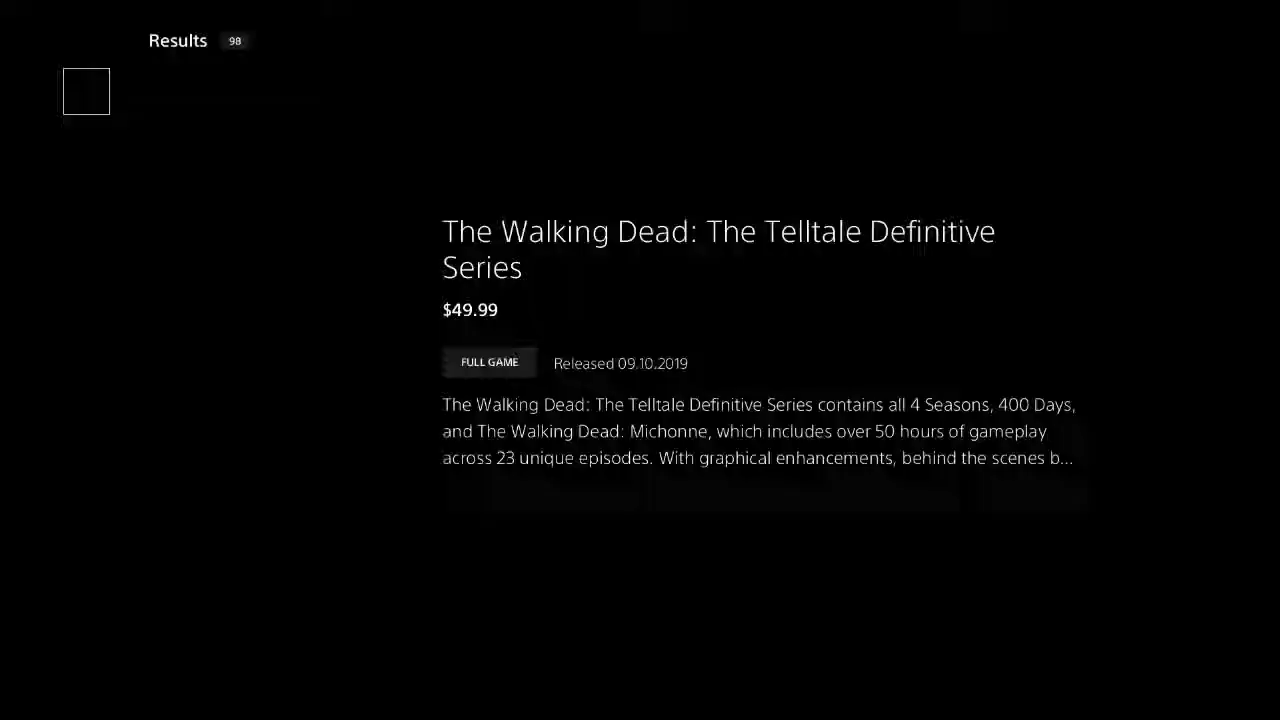 Results 98
The Walking Dead: The Telltale Definitive
Series
$49.99
FULL GAME Released 09.10.2019
The Walking Dead: The Telltale Definitive Series contains all 4 Seasons, 400 Days,
and The Walking Dead: Michonne, which includes over 50 hours of gameplay
across 23 unique episodes. With graphical enhancements, behind the scenes b...